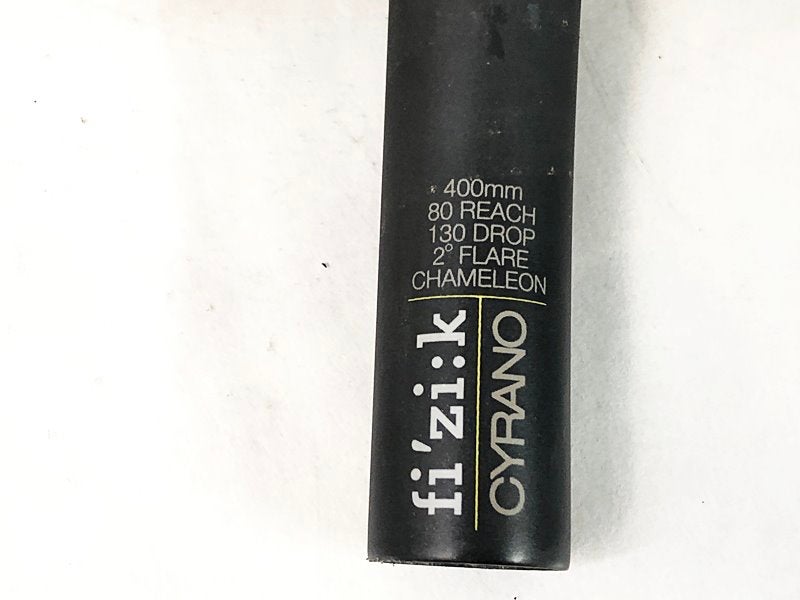 400mm
80 REACH
130 DROP
2° FLARE
CHAMELEON
fi'zi:k
CYRANO